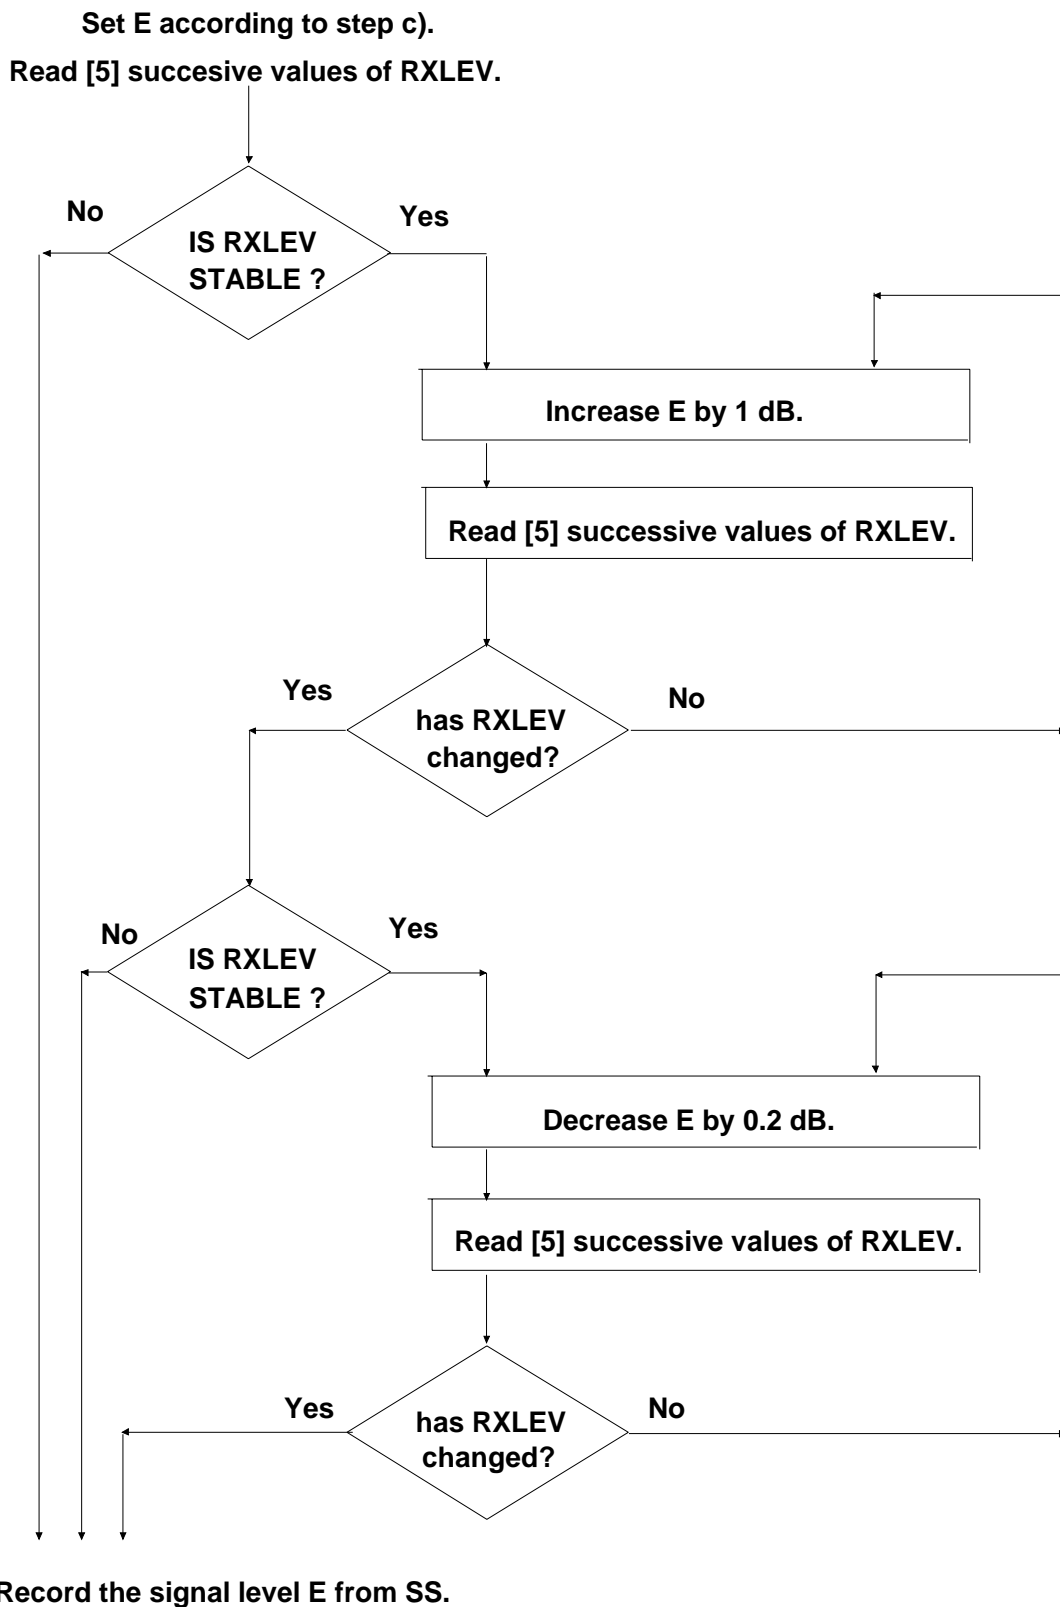 Set E according to step c).
Read [5] succesive values of RXLEV.
No
Yes
IS RXLEV
STABLE ?
Increase E by 1 dB.
Read [5] successive values of RXLEV.
Yes
No
has RXLEV
changed?
No
Yes
IS RXLEV
STABLE ?
Decrease E by 0.2 dB.
Read [5] successive values of RXLEV.
Yes
No
has RXLEV
changed?
Record the signal level E from SS.